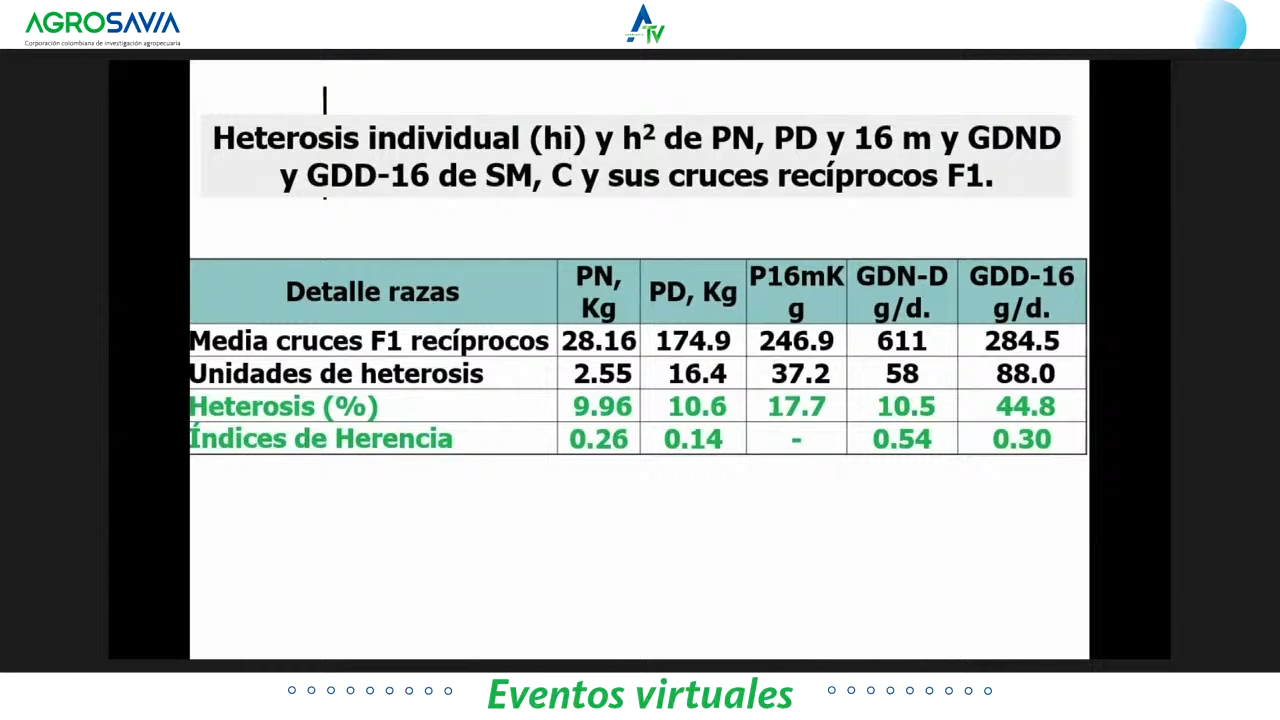 AGROSAVIA
Corporación colombiana de investigación agropecuaria
TV
Heterosis individual (hi) y h² de PN, PD y 16 m y GDND
y GDD-16 de SM, C y sus cruces recíprocos F1.
Detalle razas PN, Kg PD, Kg P16mKg GDN-D g/d. GDD-16 g/d.
Media cruces F1 recíprocos 28.16 174.9 246.9 611 284.5
Unidades de heterosis 2.55 16.4 37.2 58 88.0
Heterosis (%) 9.96 10.6 17.7 10.5 44.8
Índices de Herencia 0.26 0.14 - 0.54 0.30
Eventos virtuales